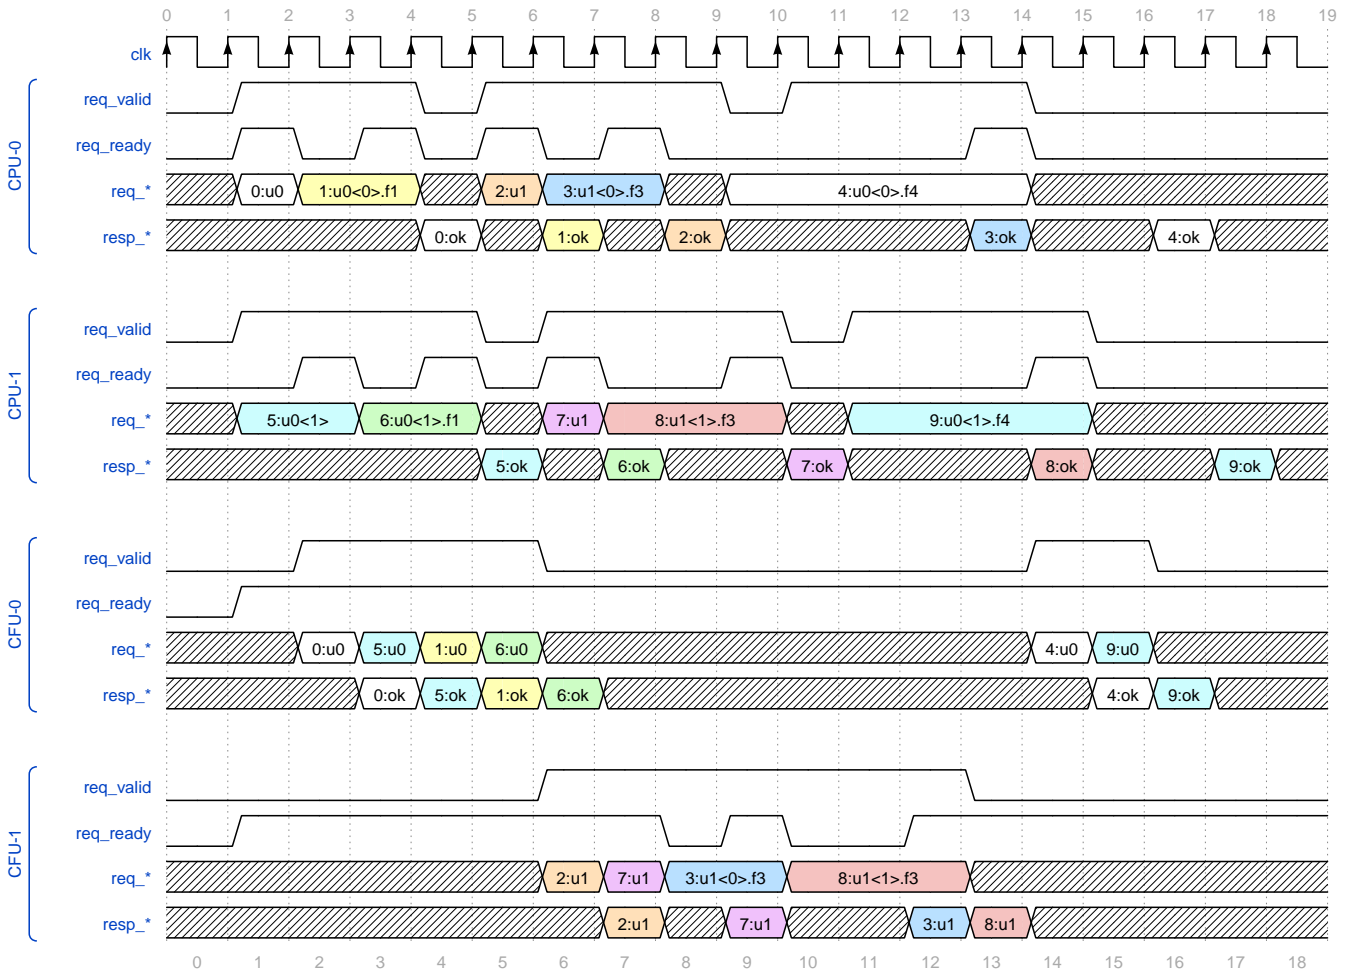 0 1 2 3 4 5 6 7 8 9 10 11 12 13 14 15 16 17 18 19
clk
CPU-0
req_valid
req_ready
req_* 0:u0 1:u0<0>.f1 2:u1 3:u1<0>.f3 4:u0<0>.f4
resp_* 0:ok 1:ok 2:ok 3:ok 4:ok
CPU-1
req_valid
req_ready
req_* 5:u0<1> 6:u0<1>.f1 7:u1 8:u1<1>.f3 9:u0<1>.f4
resp_* 5:ok 6:ok 7:ok 8:ok 9:ok
CFU-0
req_valid
req_ready
req_* 0:u0 5:u0 1:u0 6:u0 4:u0 9:u0
resp_* 0:ok 5:ok 1:ok 6:ok 4:ok 9:ok
CFU-1
req_valid
req_ready
req_* 2:u1 7:u1 3:u1<0>.f3 8:u1<1>.f3
resp_* 2:u1 7:u1 3:u1 8:u1
0 1 2 3 4 5 6 7 8 9 10 11 12 13 14 15 16 17 18